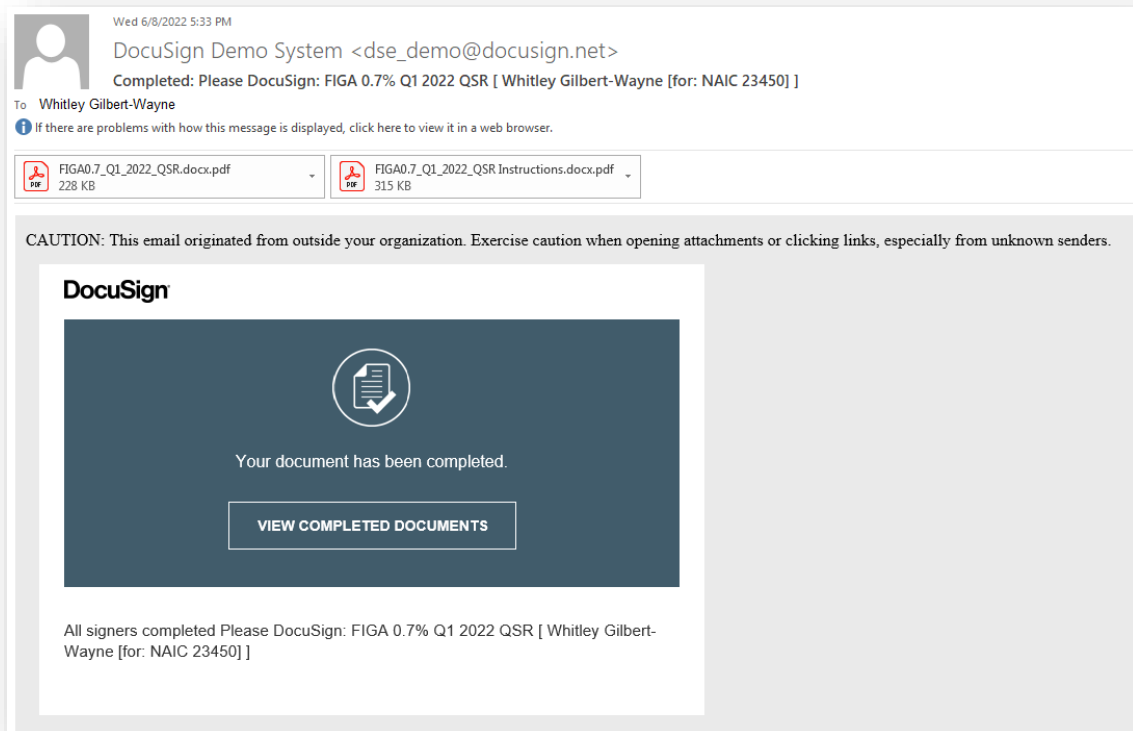 Wed 6/8/2022 5:33 PM
DocuSign Demo System <dse_demo@docusign.net>
Completed: Please DocuSign: FIGA 0.7% Q1 2022 QSR [ Whitley Gilbert-Wayne [for: NAIC 23450] ]
To Whitley Gilbert-Wayne
If there are problems with how this message is displayed, click here to view it in a web browser.
FIGA0.7_Q1_2022_QSR.docx.pdf
228 KB
FIGA0.7_Q1_2022_QSR Instructions.docx.pdf
315 KB
CAUTION: This email originated from outside your organization. Exercise caution when opening attachments or clicking links, especially from unknown senders.
DocuSign
Your document has been completed.
VIEW COMPLETED DOCUMENTS
All signers completed Please DocuSign: FIGA 0.7% Q1 2022 QSR [ Whitley Gilbert-
Wayne [for: NAIC 23450] ]